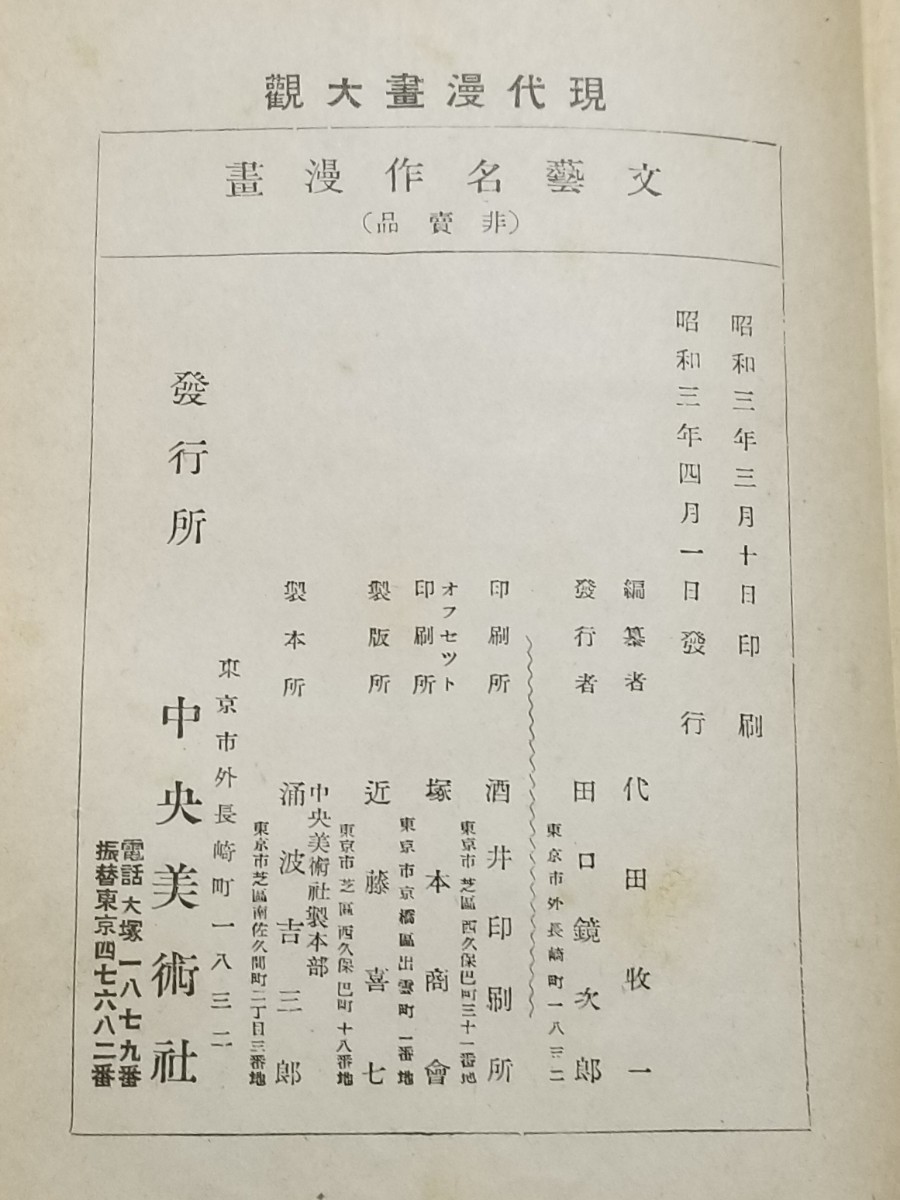 現代漫畫大觀
文藝名作漫畫
(非賣品)
昭和三年三月十日印刷
昭和三年四月一日發行
編纂者 代田收一
發行者 田口鏡次郎
東京市外長崎町一八三二
印刷所 酒井印刷所
東京市芝區西久保巴町三十一番地
オフセツト
印刷所 塚本商會
東京市京橋區出雲町一番地
製版所 近藤喜七
東京市芝區西久保巴町十八番地
中央美術社製本部
製本所 涌波吉三郎
東京市芝區南佐久間町二丁目三番地
東京市外長崎町一八三二
發行所 中央美術社
電話大塚一八七九番
振替東京四七六八二番